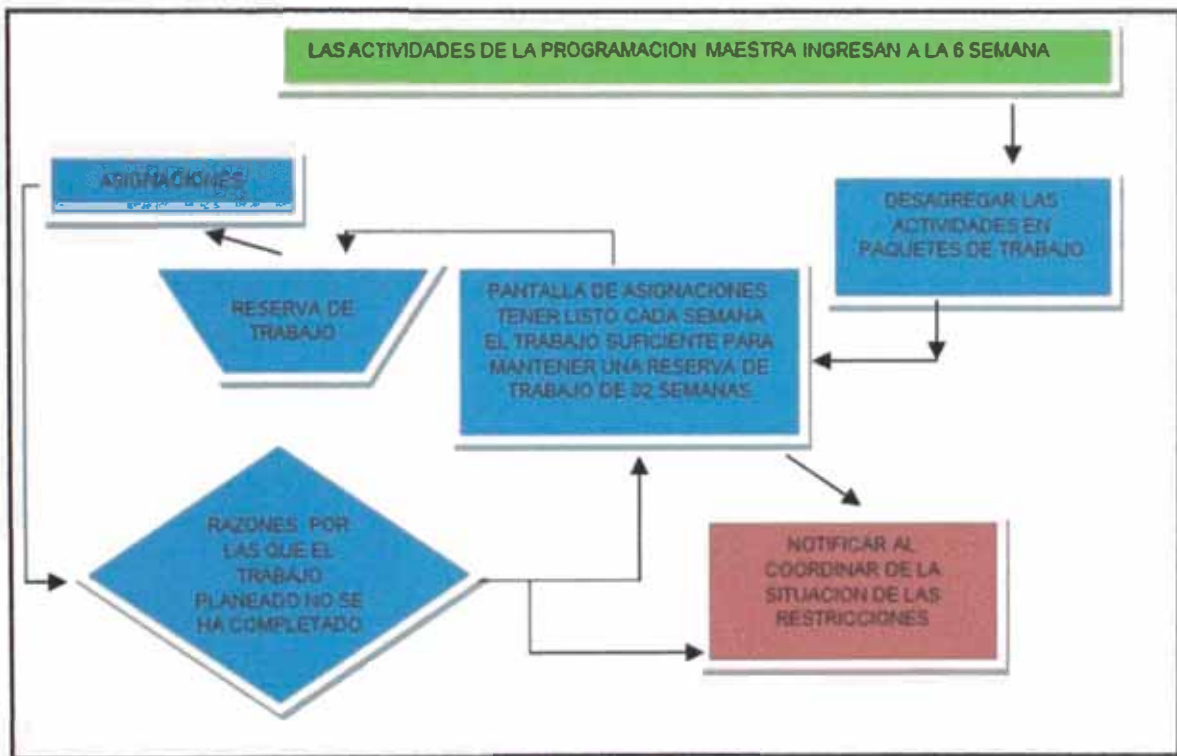 LAS ACTIVIDADES DE LA PROGRAMACION MAESTRA INGRESAN A LA 6 SEMANA
ASIGNACIONES
DESAGREGAR LAS
ACTIVIDADES EN
PAQUETES DE TRABAJO
RESERVA DE
TRABAJO
PANTALLA DE ASIGNACIONES
TENER LISTO CADA SEMANA
EL TRABAJO SUFICIENTE PARA
MANTENER UNA RESERVA DE
TRABAJO DE 02 SEMANAS
RAZONES POR
LAS QUE EL
TRABAJO
PLANEADO NO SE
HA COMPLETADO
NOTIFICAR AL
COORDINAR DE LA
SITUACION DE LAS
RESTRICCIONES